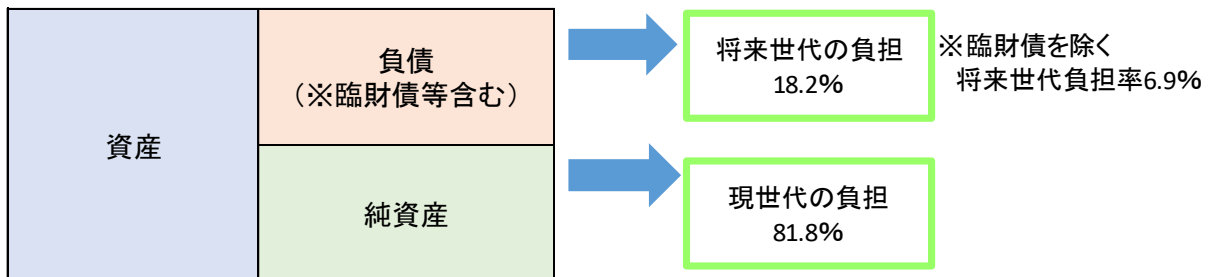 資産
負債
（※臨財債等含む）
純資産
将来世代の負担
18.2%
※臨財債を除く
将来世代負担率6.9%
現世代の負担
81.8%